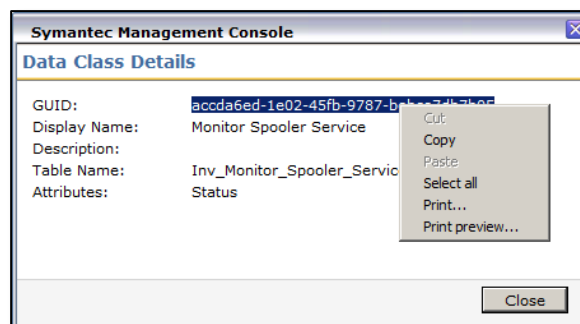 Symantec Management Console
Data Class Details
GUID: accda6ed-1e02-45fb-9787-
Display Name: Monitor Spooler Service
Description:
Table Name: Inv_Monitor_Spooler_Servic
Attributes: Status
Cut
Copy
Paste
Select all
Print...
Print preview...
Close